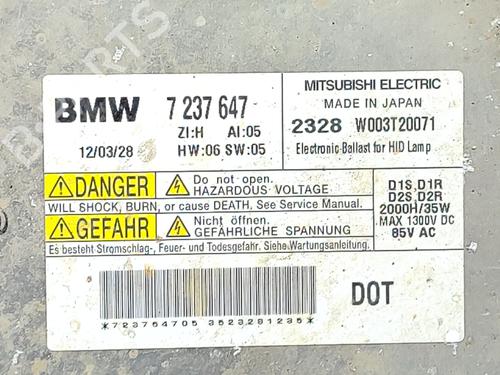 BMW 7 237 647
ZI:H AI:05
12/03/28 HW:06 SW:05
MITSUBISHI ELECTRIC
MADE IN JAPAN
2328 W003T20071
Electronic Ballast for HID Lamp
DANGER Do not open.
HAZARDOUS VOLTAGE
WILL SHOCK, BURN, or cause DEATH. See Service Manual.
GEFAHR Nicht öffnen.
GEFÄHRLICHE SPANNUNG
Es besteht Stromschlag-, Feuer- und Todesgefahr. Siehe Wartungsanleitung.
D1S, D1R
D2S, D2R
2000H/35W
MAX 1300V DC
85V AC
*723764705 3523281235*
DOT